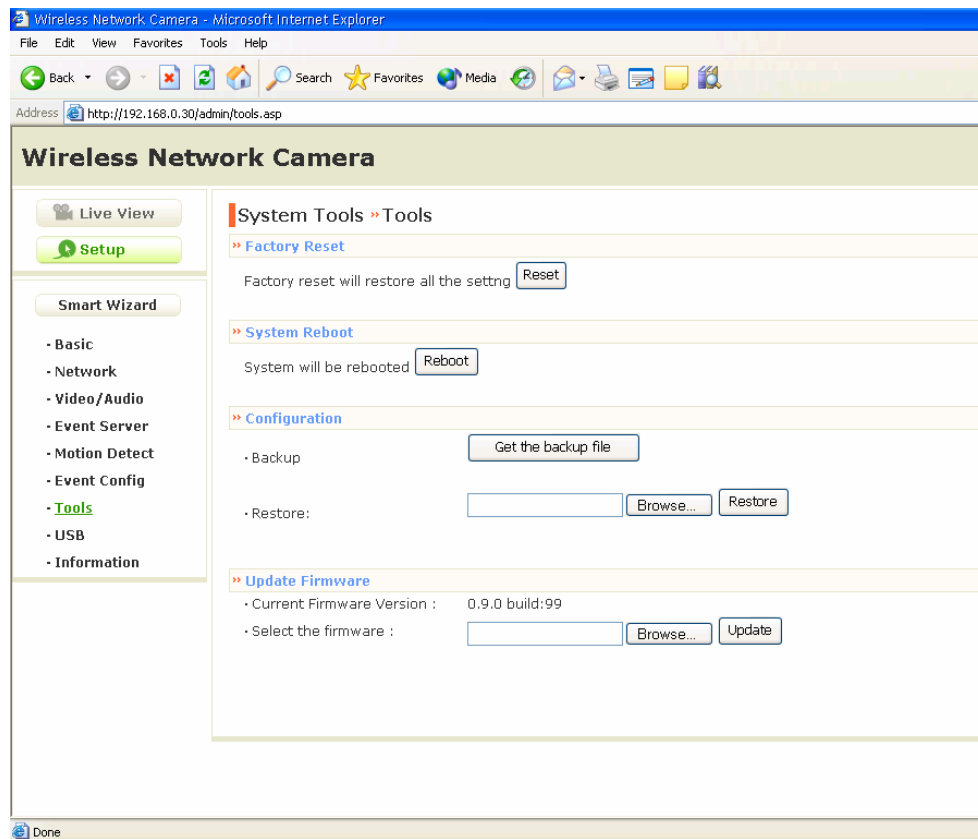 Wireless Network Camera - Microsoft Internet Explorer
File Edit View Favorites Tools Help
Back Search Favorites Media
Address http://192.168.0.30/admin/tools.asp
Wireless Network Camera
Live View
Setup
Smart Wizard
· Basic
· Network
· Video/Audio
· Event Server
· Motion Detect
· Event Config
· Tools
· USB
· Information
System Tools » Tools
» Factory Reset
Factory reset will restore all the settng Reset
» System Reboot
System will be rebooted Reboot
» Configuration
· Backup Get the backup file
· Restore: Browse... Restore
» Update Firmware
· Current Firmware Version : 0.9.0 build:99
· Select the firmware : Browse... Update
Done